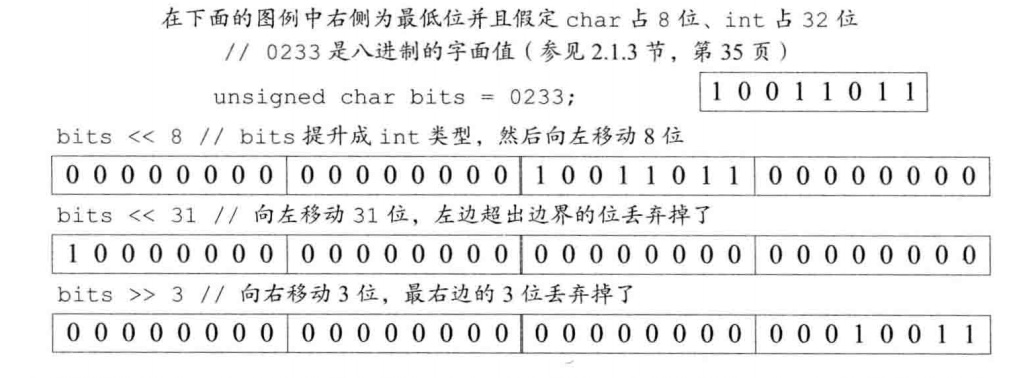 在下面的图例中右侧为最低位并且假定 char 占 8 位、int 占 32 位
// 0233 是八进制的字面值（参见 2.1.3 节，第 35 页）
unsigned char bits = 0233; 1 0 0 1 1 0 1 1
bits << 8 // bits 提升成 int 类型，然后向左移动 8 位
0 0 0 0 0 0 0 0 0 0 0 0 0 0 0 0 1 0 0 1 1 0 1 1 0 0 0 0 0 0 0 0
bits << 31 // 向左移动 31 位，左边超出边界的位丢弃掉了
1 0 0 0 0 0 0 0 0 0 0 0 0 0 0 0 0 0 0 0 0 0 0 0 0 0 0 0 0 0 0 0
bits >> 3 // 向右移动 3 位，最右边的 3 位丢弃掉了
0 0 0 0 0 0 0 0 0 0 0 0 0 0 0 0 0 0 0 0 0 0 0 0 0 0 0 1 0 0 1 1